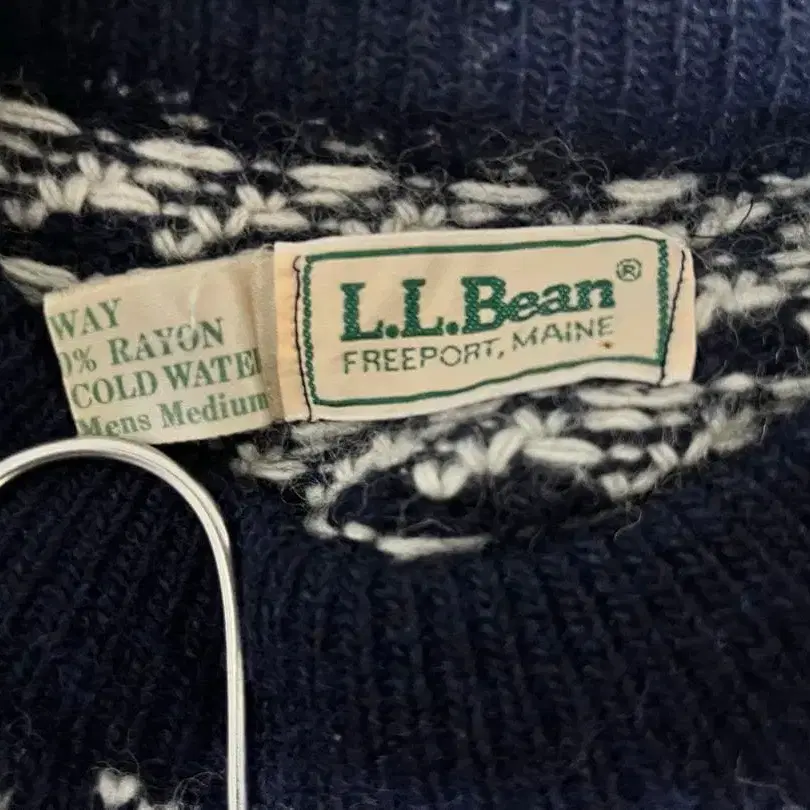 WAY
0% RAYON
COLD WATE
Mens Medium
L.L.Bean®
FREEPORT, MAINE